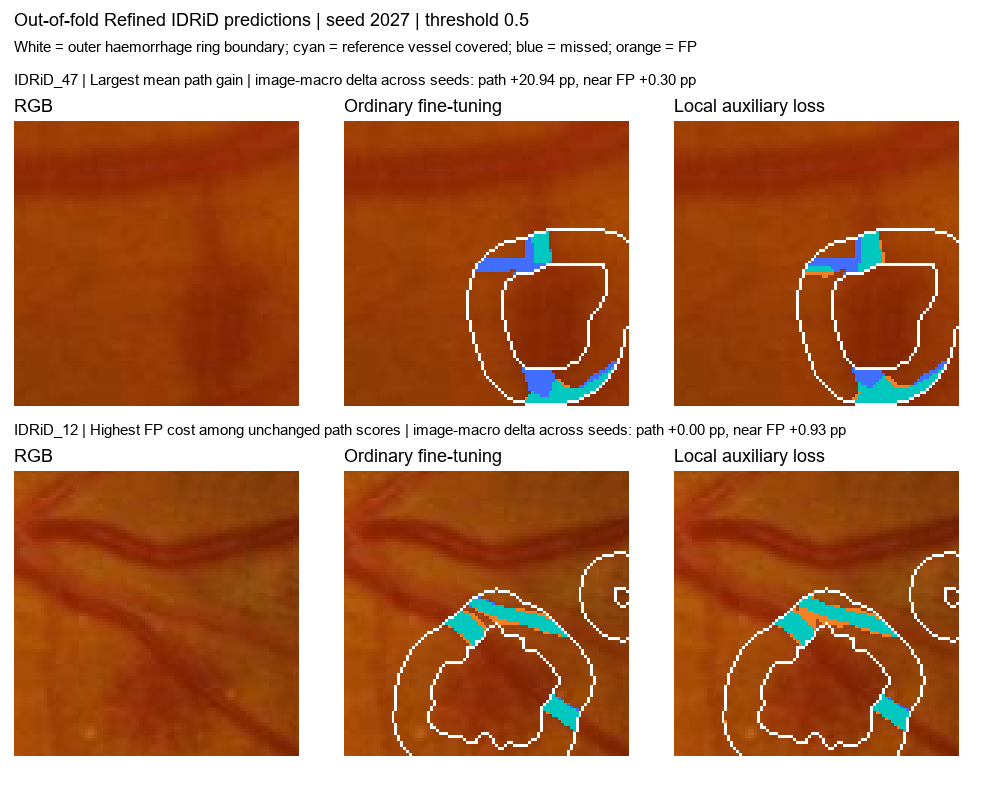 Out-of-fold Refined IDRiD predictions | seed 2027 | threshold 0.5
White = outer haemorrhage ring boundary; cyan = reference vessel covered; blue = missed; orange = FP
IDRiD_47 | Largest mean path gain | image-macro delta across seeds: path +20.94 pp, near FP +0.30 pp
RGB
Ordinary fine-tuning
Local auxiliary loss
IDRiD_12 | Highest FP cost among unchanged path scores | image-macro delta across seeds: path +0.00 pp, near FP +0.93 pp
RGB
Ordinary fine-tuning
Local auxiliary loss